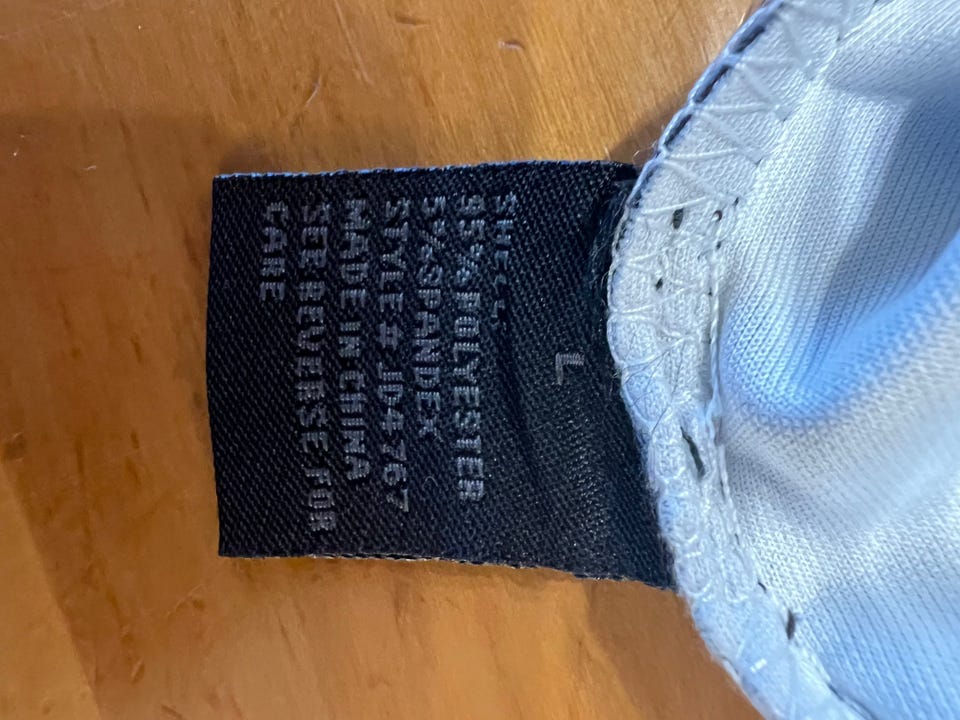 L
SHELL:
95% POLYESTER
5% SPANDEX
STYLE# JD4767
MADE IN CHINA
SEE REVERSE FOR
CARE